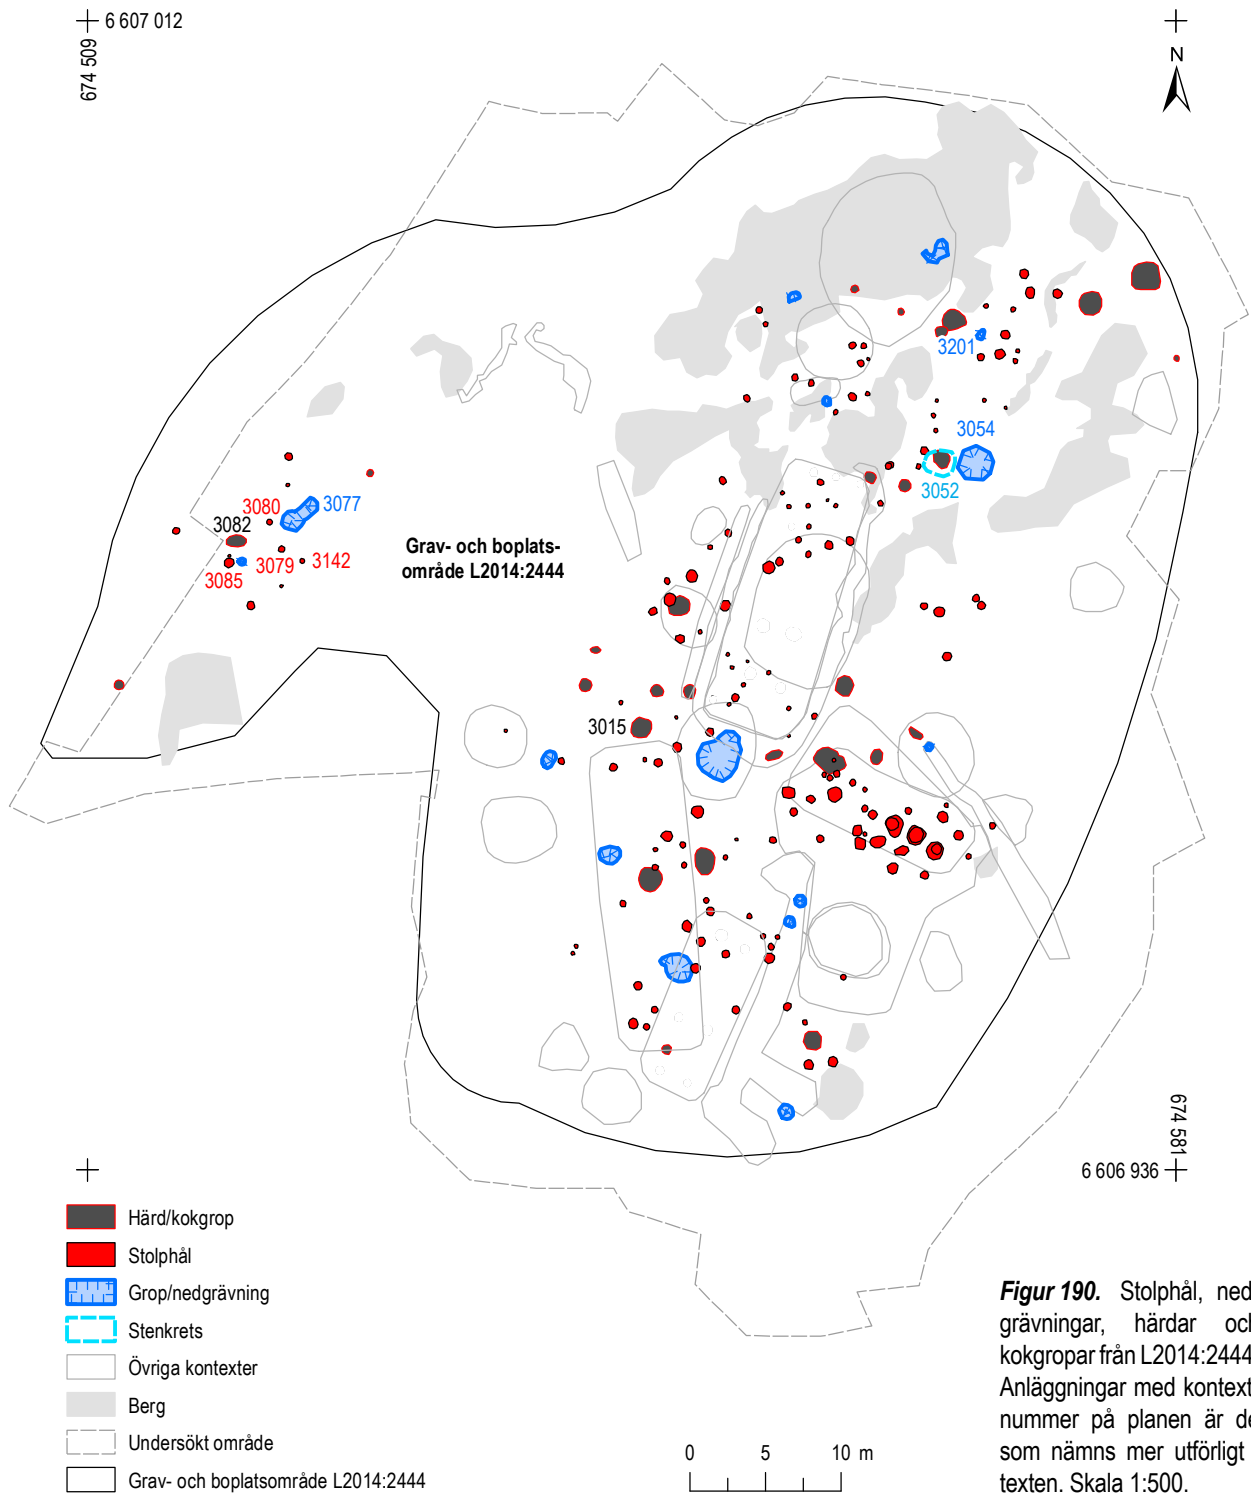 6 607 012
674 509
N
3201
3054
3052
3080
3077
3082
3085
3079
3142
Grav- och boplats-
område L2014:2444
3015
674 581
6 606 936
Härd/kokgrop
Stolphål
Grop/nedgrävning
Stenkrets
Övriga kontexter
Berg
Undersökt område
Grav- och boplatsområde L2014:2444
0 5 10 m
Figur 190. Stolphål, ned
grävningar, härdar och
kokgropar från L2014:2444
Anläggningar med kontext
nummer på planen är de
som nämns mer utförligt
texten. Skala 1:500.